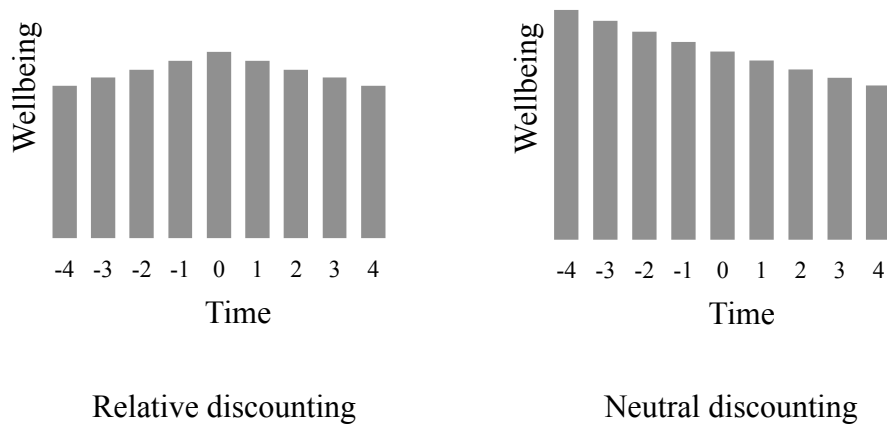 Wellbeing
-4 -3 -2 -1 0 1 2 3 4
Time
Relative discounting
Wellbeing
-4 -3 -2 -1 0 1 2 3 4
Time
Neutral discounting